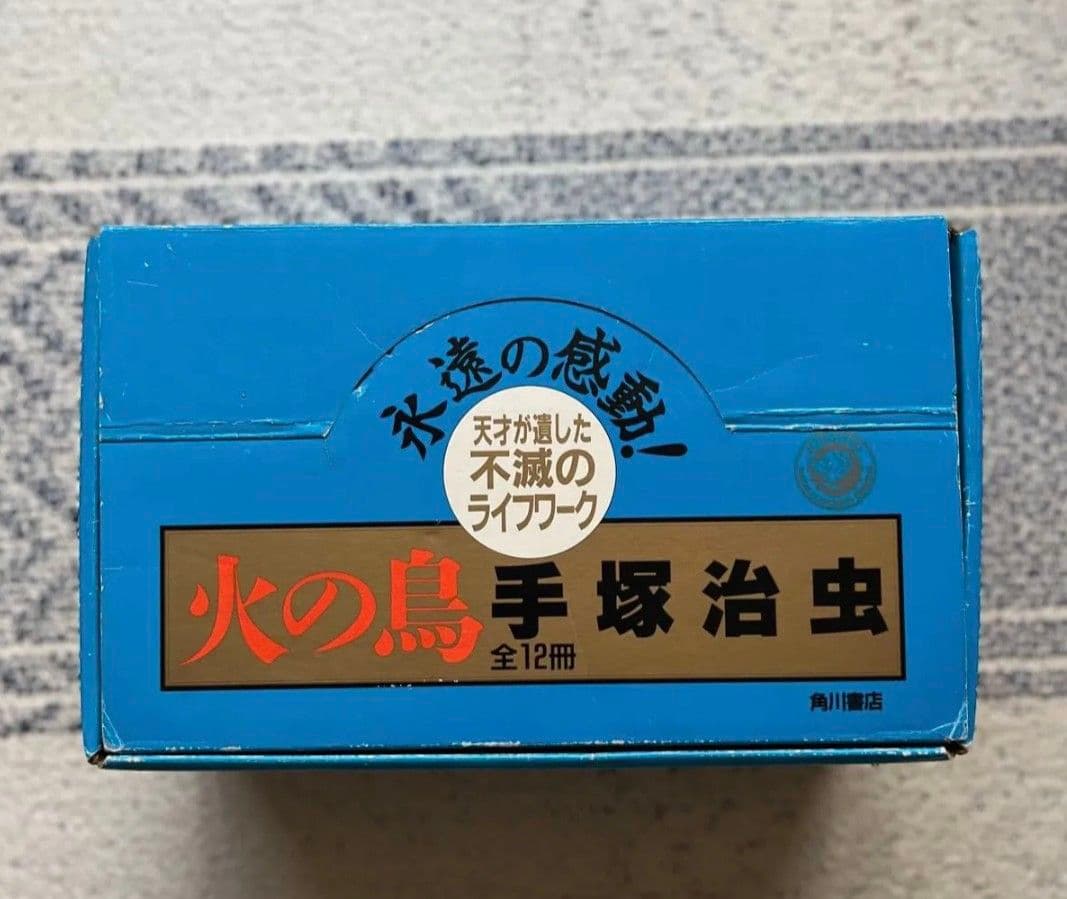 永遠の感動!
天才が遺した
不滅の
ライフワーク
火の鳥 手塚治虫
全12冊
角川書店